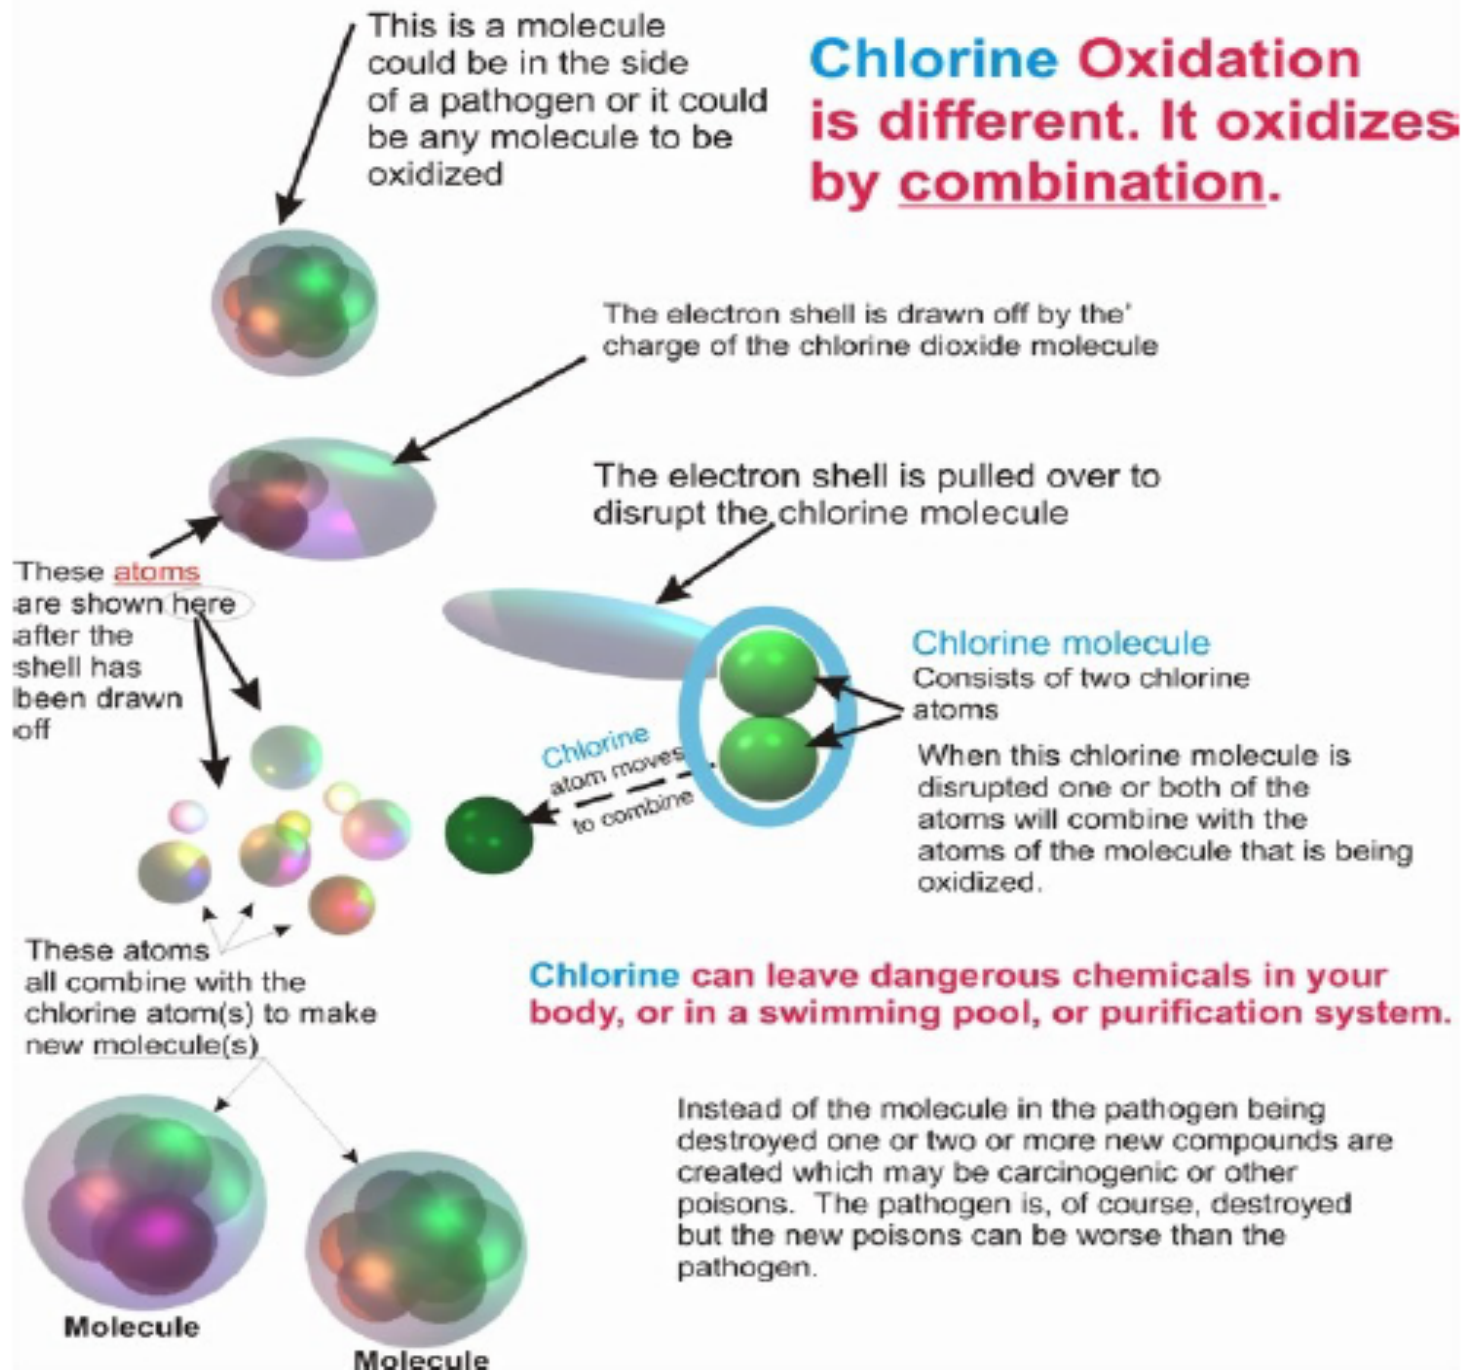 This is a molecule
could be in the side
of a pathogen or it could
be any molecule to be
oxidized
Chlorine Oxidation
is different. It oxidizes
by combination.
The electron shell is drawn off by the'
charge of the chlorine dioxide molecule
The electron shell is pulled over to
disrupt the chlorine molecule
These atoms
are shown here
after the
shell has
been drawn
off
Chlorine molecule
Consists of two chlorine
atoms
When this chlorine molecule is
disrupted one or both of the
atoms will combine with the
atoms of the molecule that is being
oxidized.
Chlorine
atom moves
to combine
These atoms
all combine with the
chlorine atom(s) to make
new molecule(s)
Chlorine can leave dangerous chemicals in your
body, or in a swimming pool, or purification system.
Instead of the molecule in the pathogen being
destroyed one or two or more new compounds are
created which may be carcinogenic or other
poisons. The pathogen is, of course, destroyed
but the new poisons can be worse than the
pathogen.
Molecule
Molecule